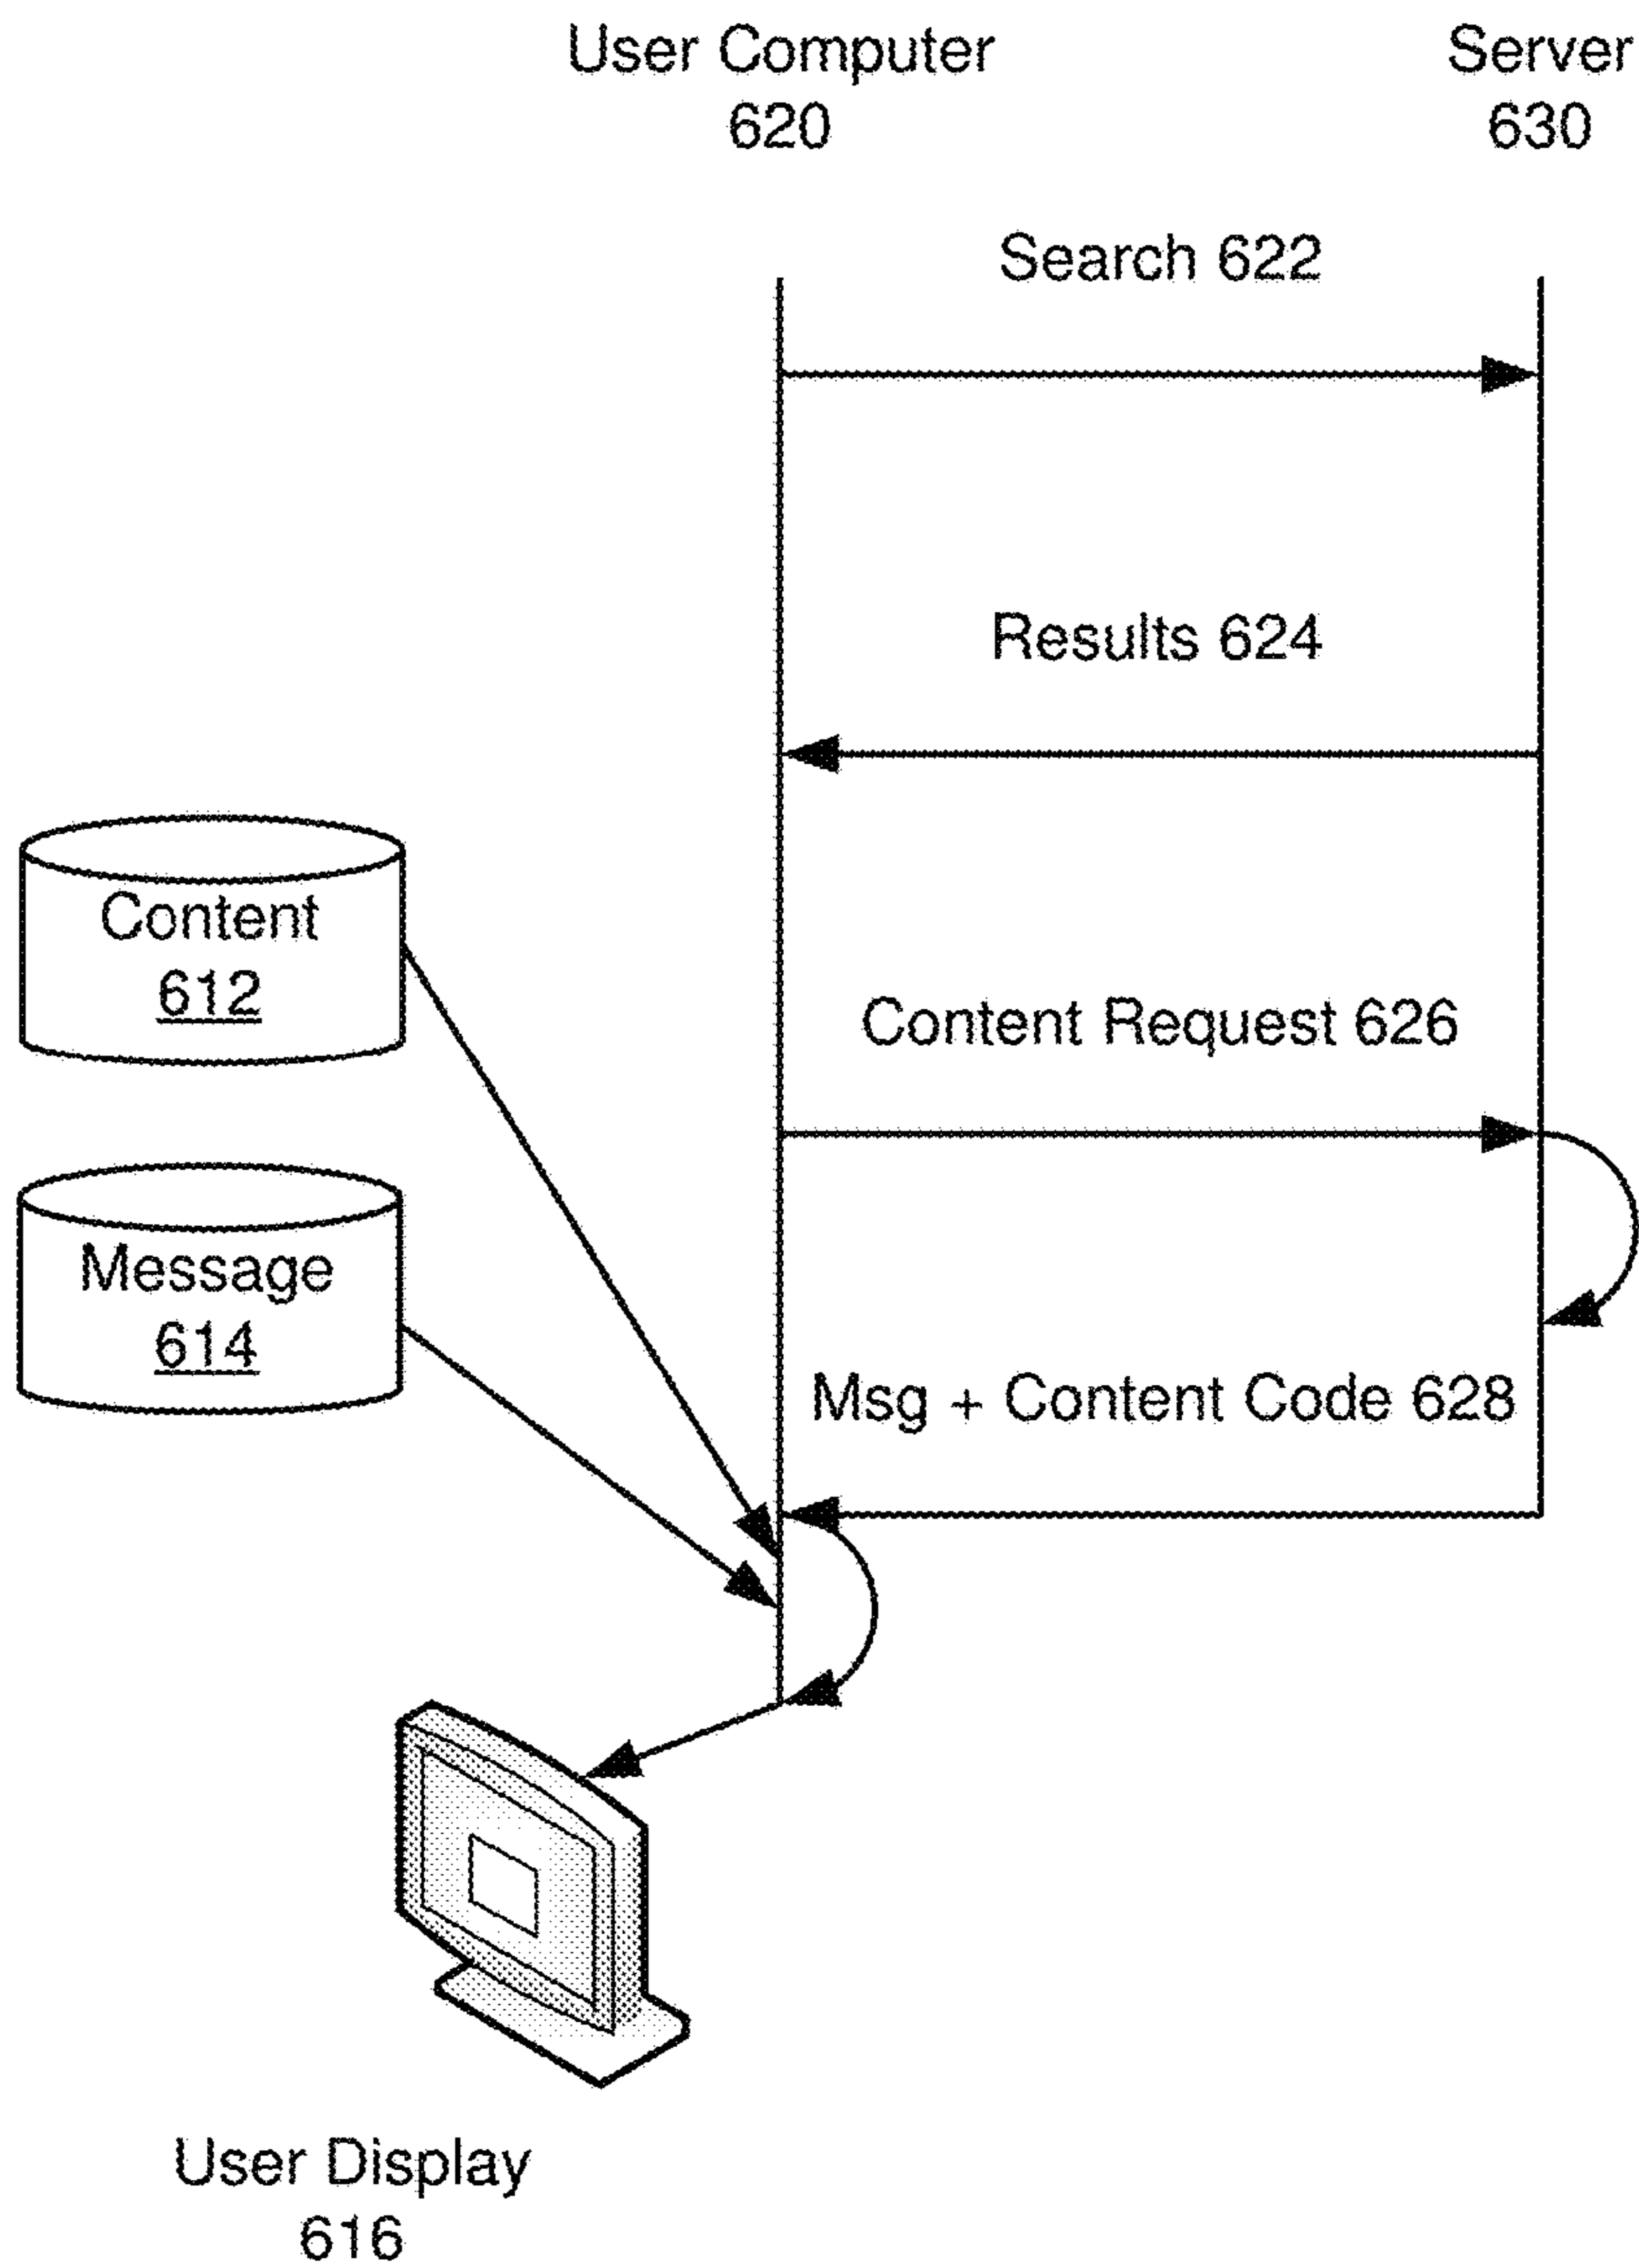 User Computer
620
Server
630
Search 622
Results 624
Content
612
Content Request 626
Message
614
Msg + Content Code 628
User Display
616